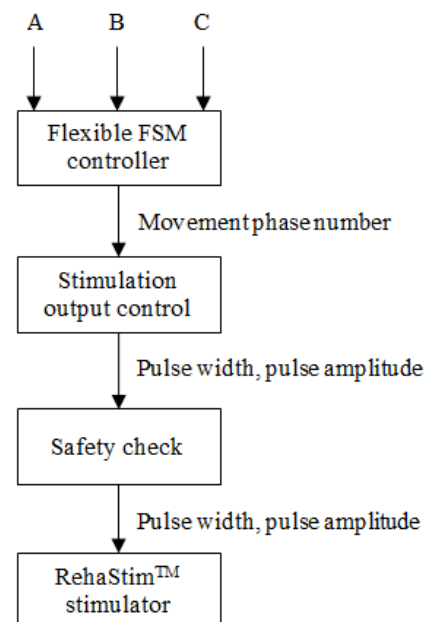 A B C
Flexible FSM
controller
Movement phase number
Stimulation
output control
Pulse width, pulse amplitude
Safety check
Pulse width, pulse amplitude
RehaStim™
stimulator